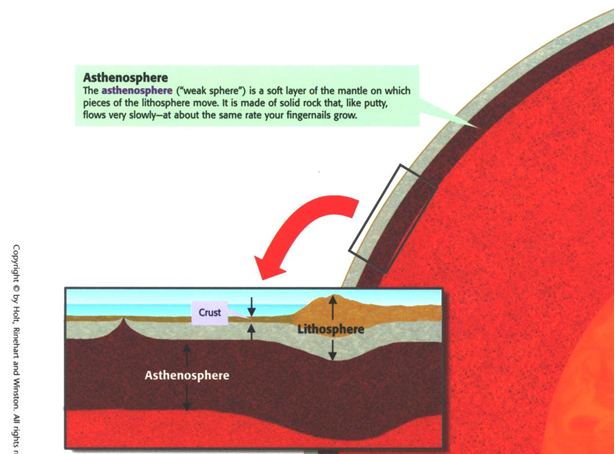 Asthenosphere
The asthenosphere (“weak sphere”) is a soft layer of the mantle on which
pieces of the lithosphere move. It is made of solid rock that, like putty,
flows very slowly—at about the same rate your fingernails grow.
Crust
Lithosphere
Asthenosphere
Copyright © by Holt, Rinehart and Winston. All rights